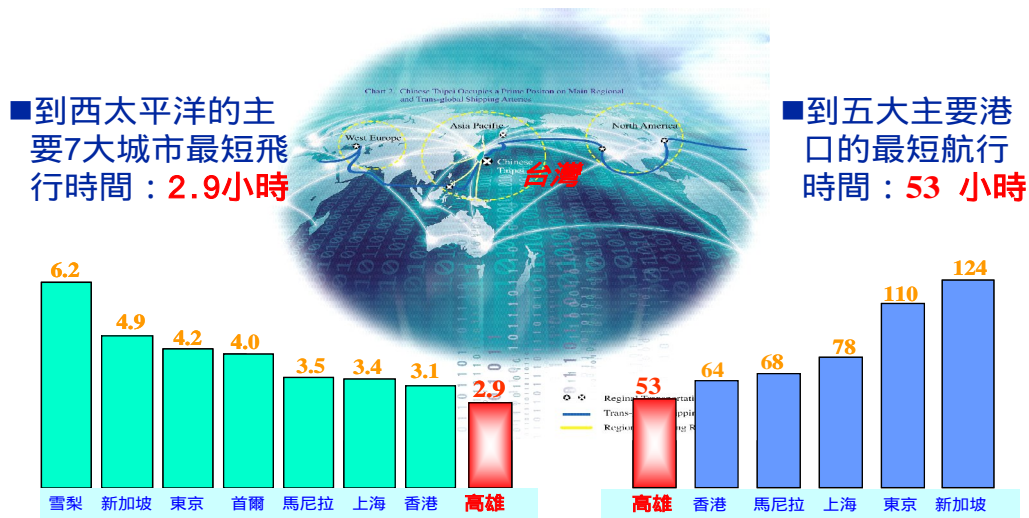 ■到西太平洋的主
要7大城市最短飛
行時間：2.9小時
Chart 2. Chinese Taipei Occupies a Prime Positon on Main Regional
and Trans-global Shipping Arteries
West Europe
Asia Pacific
North America
Chinese
Taipei
台灣
■到五大主要港
口的最短航行
時間：53 小時
6.2
4.9
4.2
4.0
3.5
3.4
3.1
2.9
雪梨
新加坡
東京
首爾
馬尼拉
上海
香港
高雄
Trans-
53
64
68
78
110
124
高雄
香港
馬尼拉
上海
東京
新加坡